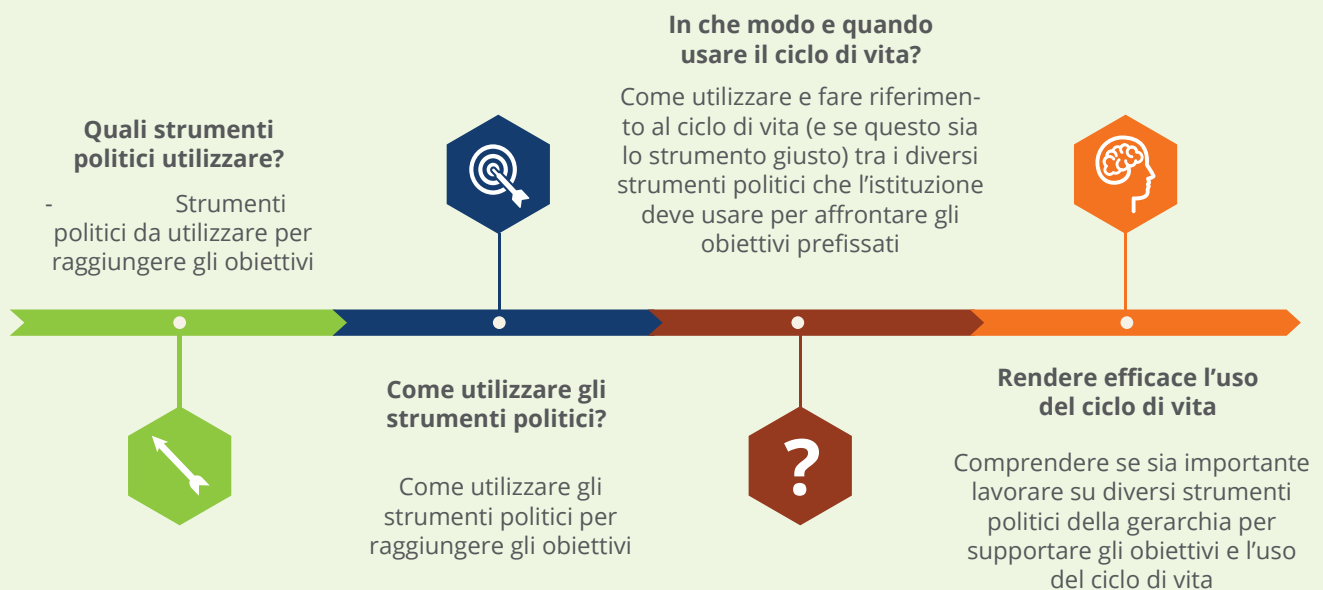 Quali strumenti
politici utilizzare?
- Strumenti
politici da utilizzare per
raggiungere gli obiettivi
Come utilizzare gli
strumenti politici?
Come utilizzare gli
strumenti politici per
raggiungere gli obiettivi
In che modo e quando
usare il ciclo di vita?
Come utilizzare e fare riferimen-
to al ciclo di vita (e se questo sia
lo strumento giusto) tra i diversi
strumenti politici che l’istituzione
deve usare per affrontare gli
obiettivi prefissati
?
Rendere efficace l’uso
del ciclo di vita
Comprendere se sia importante
lavorare su diversi strumenti
politici della gerarchia per
supportare gli obiettivi e l’uso
del ciclo di vita